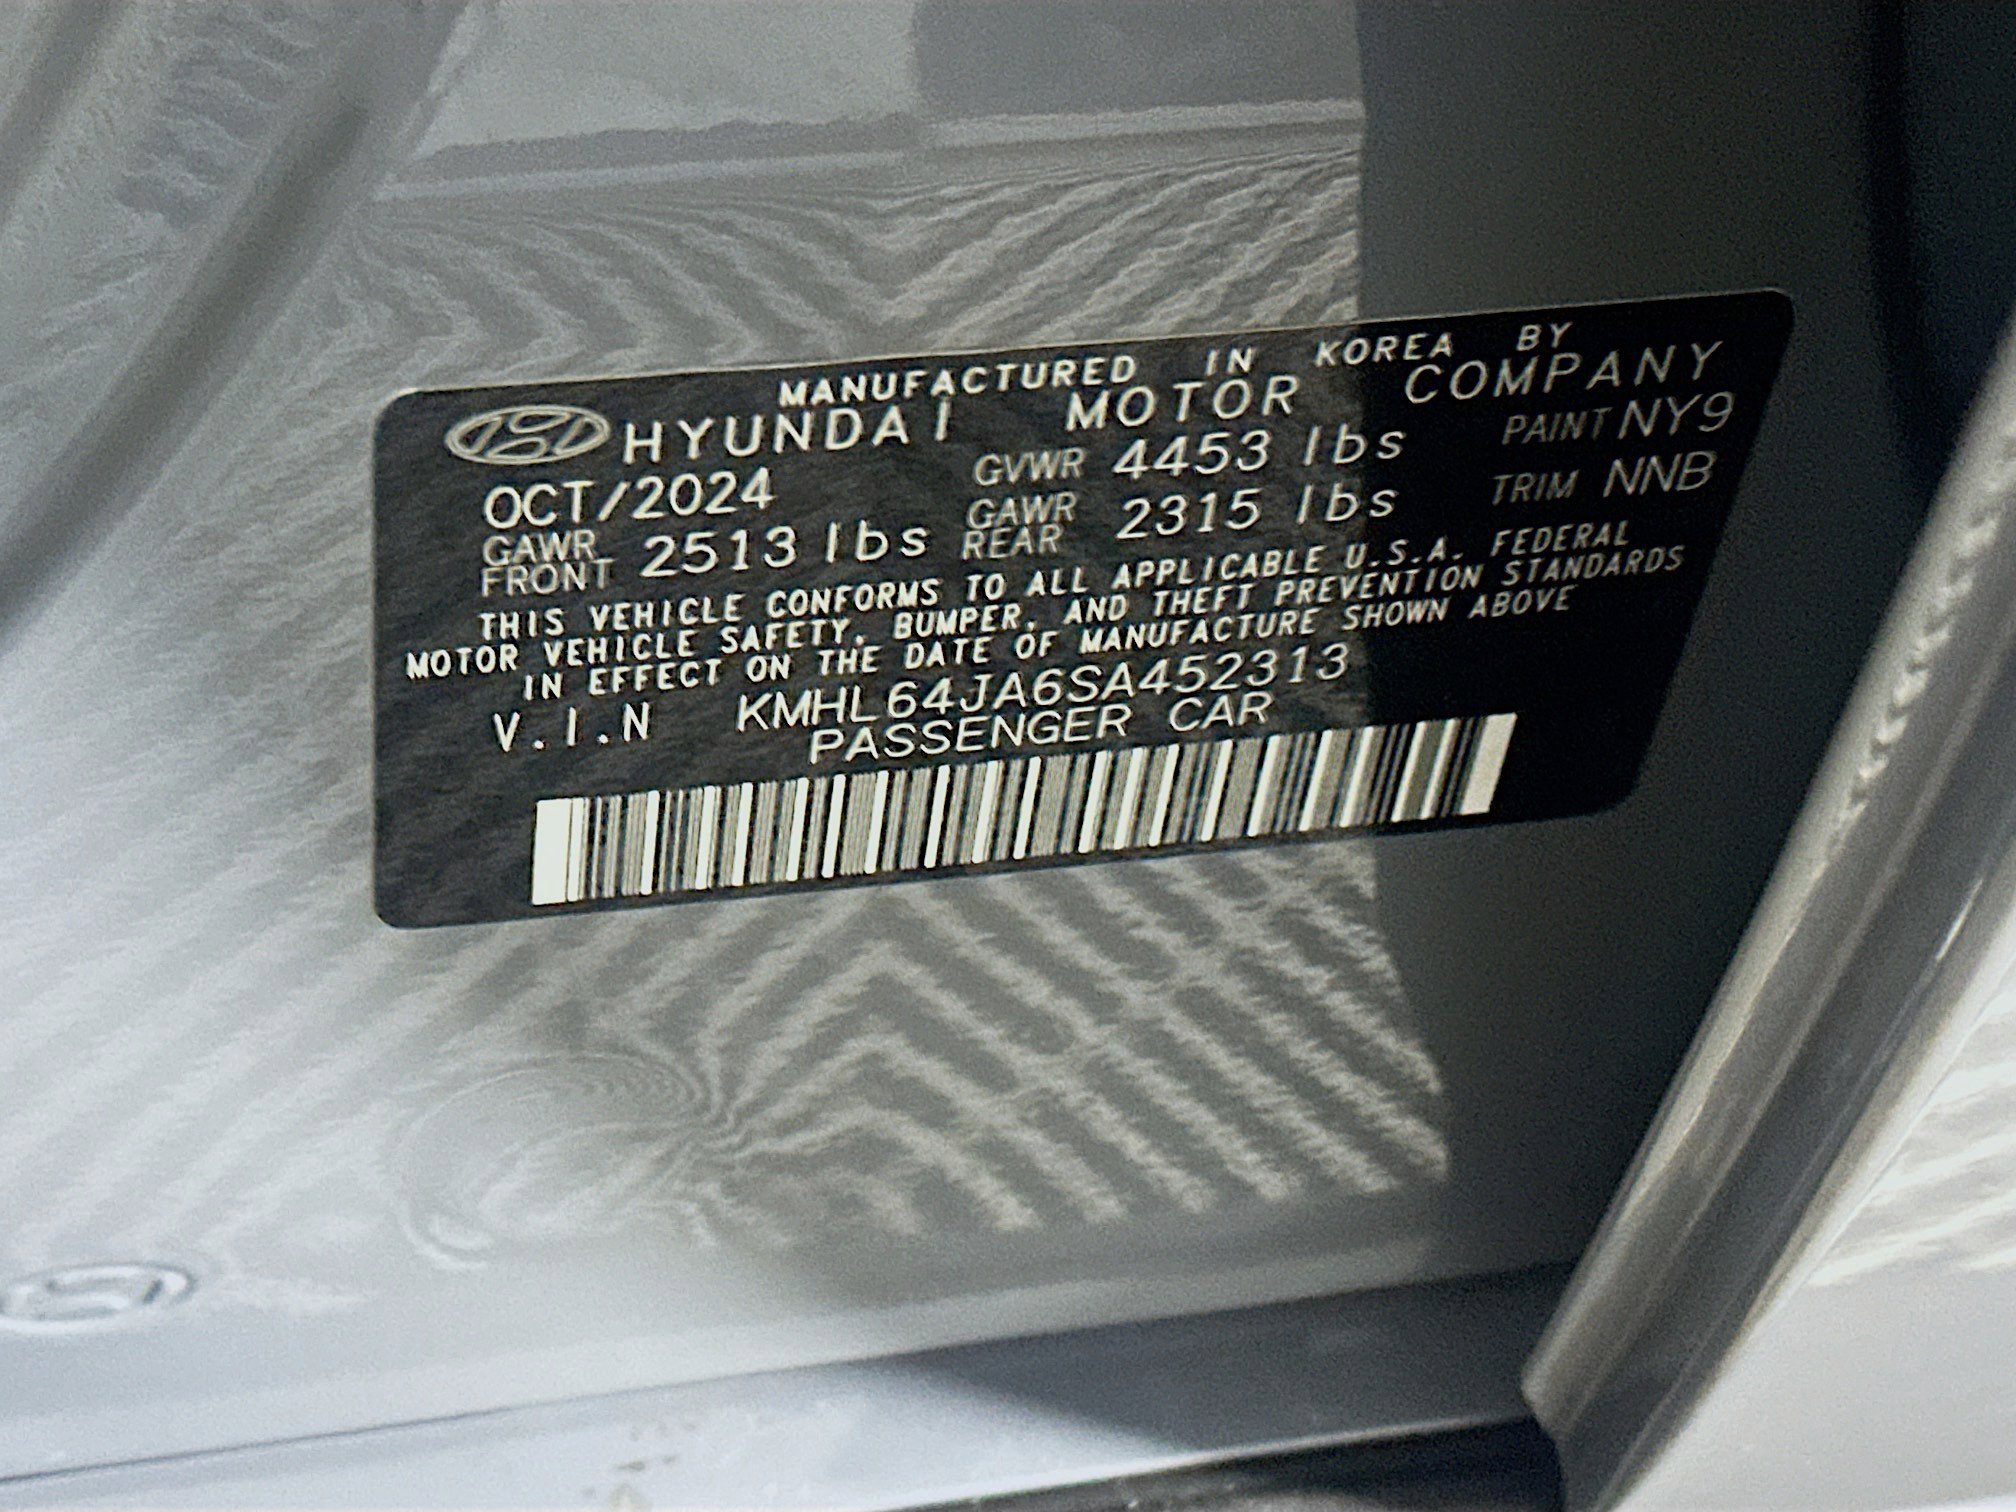 MANUFACTURED IN KOREA BY
HYUNDAI MOTOR COMPANY
OCT/2024 GVWR 4453 lbs PAINT NY9
GAWR FRONT 2513 lbs GAWR REAR 2315 lbs TRIM NNB
THIS VEHICLE CONFORMS TO ALL APPLICABLE U.S.A. FEDERAL
MOTOR VEHICLE SAFETY, BUMPER, AND THEFT PREVENTION STANDARDS
IN EFFECT ON THE DATE OF MANUFACTURE SHOWN ABOVE
V.I.N KMHL64JA6SA452313
PASSENGER CAR